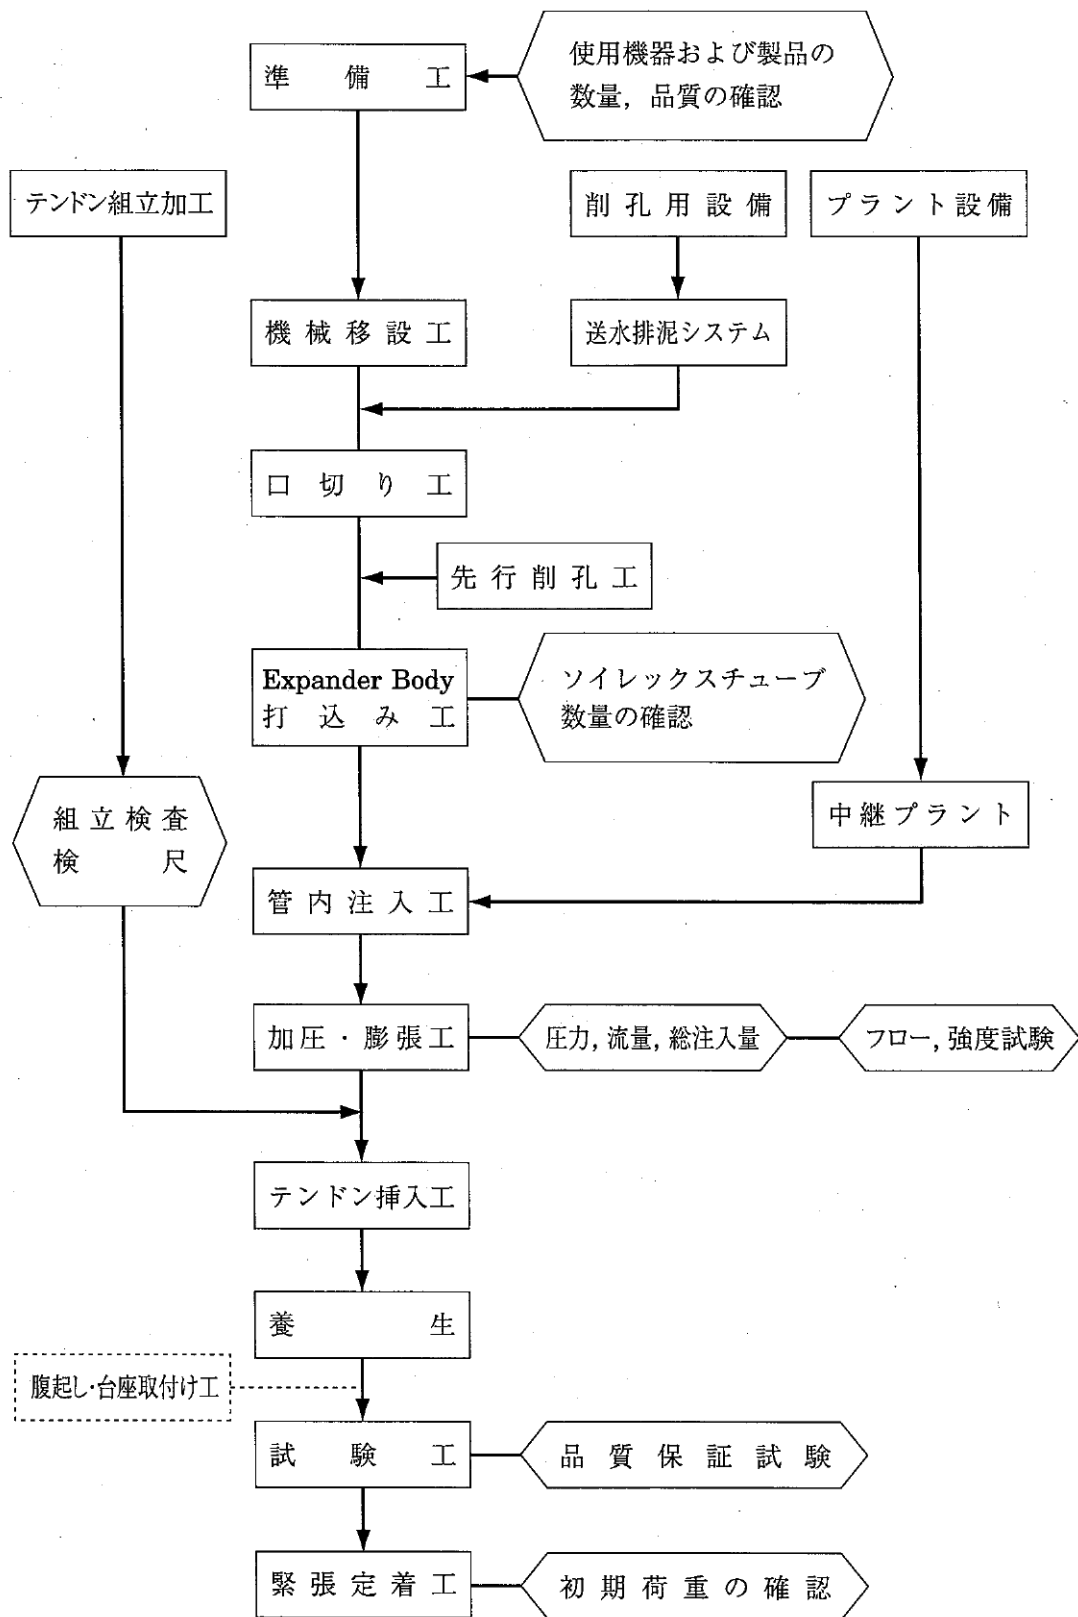 準備工
使用機器および製品の
数量，品質の確認
テンドン組立加工
削孔用設備
プラント設備
機械移設工
送水排泥システム
口切り工
先行削孔工
Expander Body
打込み工
ソイレックスチューブ
数量の確認
組立検査
検尺
中継プラント
管内注入工
加圧・膨張工
圧力，流量，総注入量
フロー，強度試験
テンドン挿入工
養生
腹起し・台座取付け工
試験工
品質保証試験
緊張定着工
初期荷重の確認